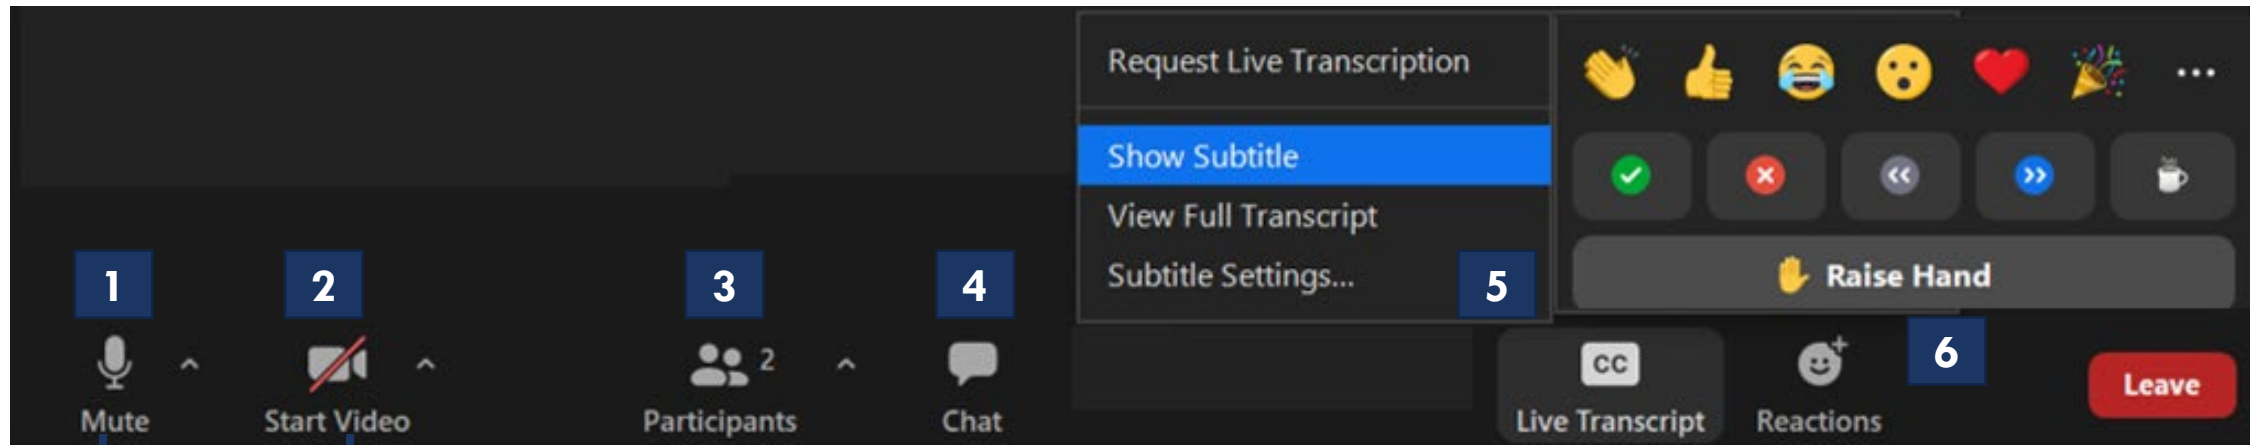 Request Live Transcription
Show Subtitle
View Full Transcript
Subtitle Settings...
Raise Hand
1
2
3
4
5
6
2
CC
Mute
Start Video
Participants
Chat
Live Transcript
Reactions
Leave